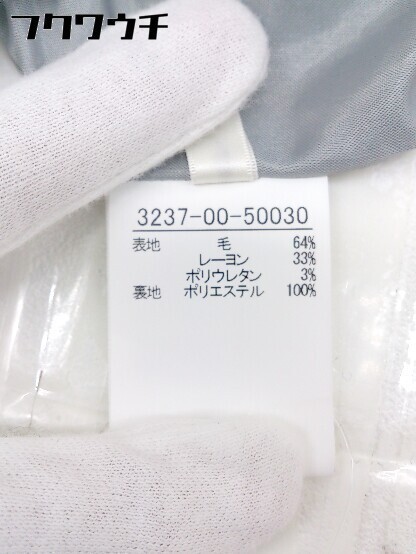 フクワウチ
3237-00-50030
表地 毛 64%
レーヨン 33%
ポリウレタン 3%
裏地 ポリエステル 100%